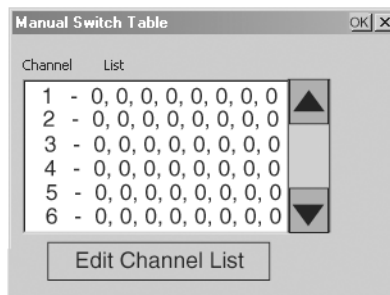 Manual Switch Table OK X
Channel List
1 - 0, 0, 0, 0, 0, 0, 0, 0
2 - 0, 0, 0, 0, 0, 0, 0, 0
3 - 0, 0, 0, 0, 0, 0, 0, 0
4 - 0, 0, 0, 0, 0, 0, 0, 0
5 - 0, 0, 0, 0, 0, 0, 0, 0
6 - 0, 0, 0, 0, 0, 0, 0, 0
Edit Channel List